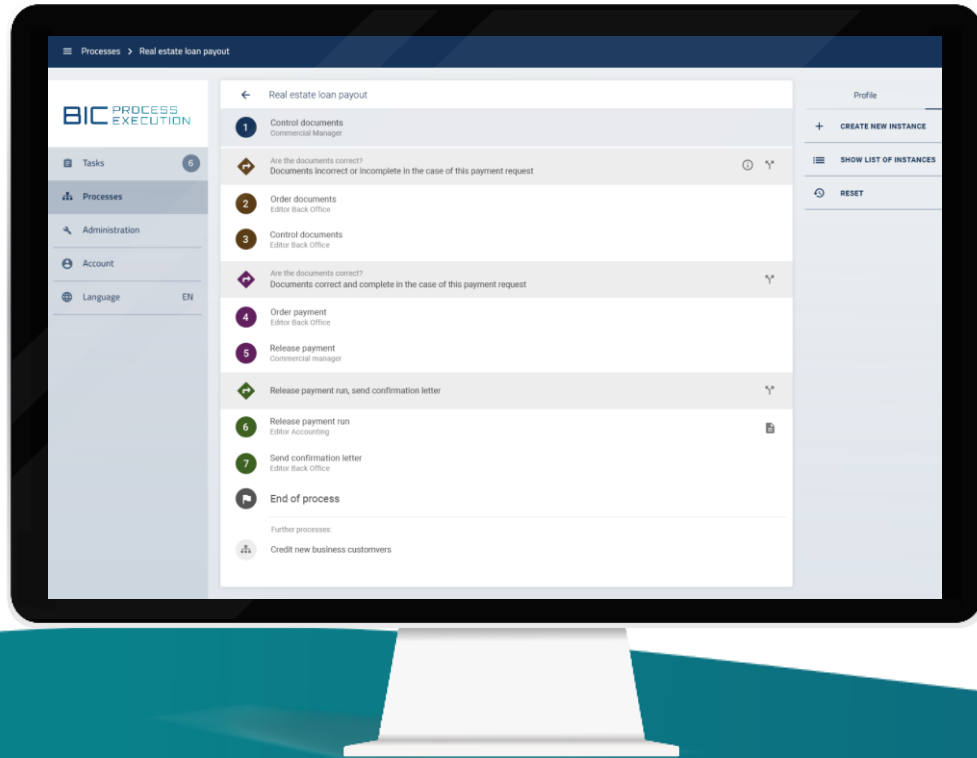 Processes > Real estate loan payout
BIC PROCESS EXECUTION
Tasks 6
Processes
Administration
Account
Language EN
Real estate loan payout
1 Control documents
Commercial Manager
Are the documents correct?
Documents incorrect or incomplete in the case of this payment request
2 Order documents
Editor Back Office
3 Control documents
Editor Back Office
Are the documents correct?
Documents correct and complete in the case of this payment request
4 Order payment
Editor Back Office
5 Release payment
Commercial manager
Release payment run, send confirmation letter
6 Release payment run
Editor Accounting
7 Send confirmation letter
Editor Back Office
End of process
Further processes:
Credit new business customvers
Profile
CREATE NEW INSTANCE
SHOW LIST OF INSTANCES
RESET